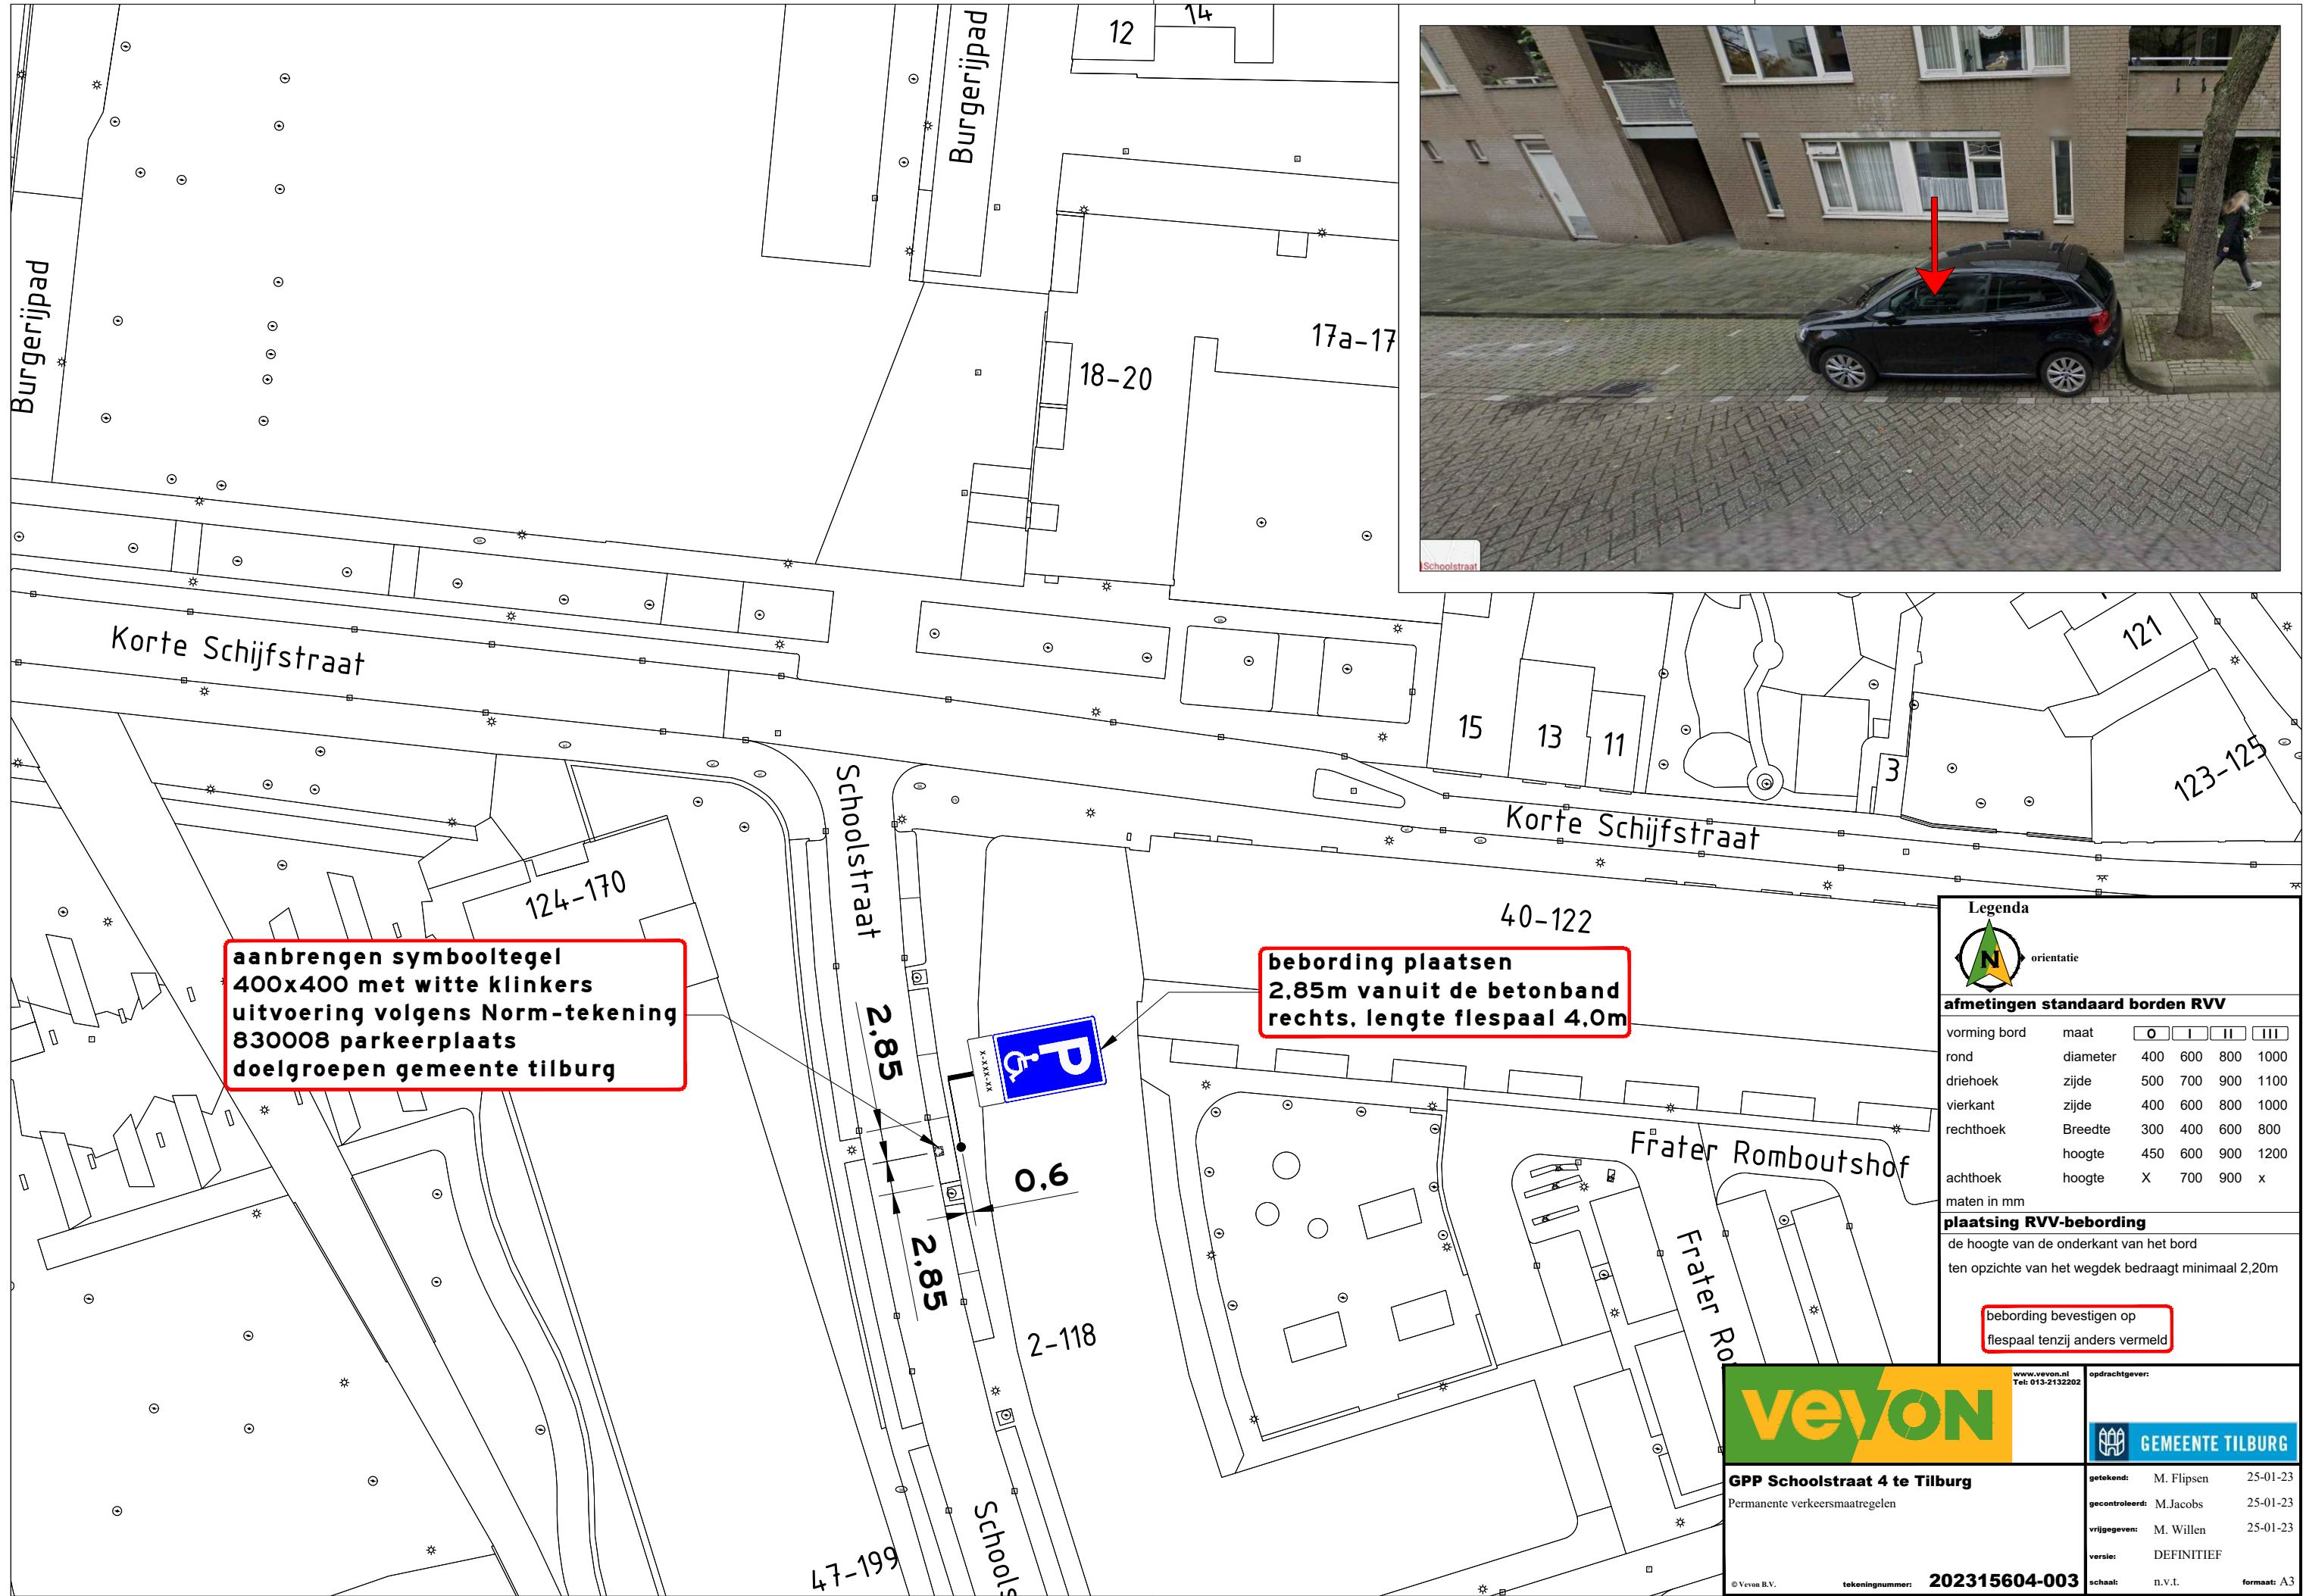 Burgerijpad
12
14
Burgerijpad
18-20
17a-17
Schoolstraat
Korte Schijfstraat
15
13
11
3
121
123-125
Korte Schijfstraat
Schoolstraat
124-170
40-122
aanbrengen symbooltegel
400x400 met witte klinkers
uitvoering volgens Norm-tekening
830008 parkeerplaats
doelgroepen gemeente tilburg
bebording plaatsen
2,85m vanuit de betonband
rechts, lengte flespaal 4,0m
2,85
x-xxx-xx
P
0,6
2,85
2-118
Frater Romboutshof
Frater Ro
47-199
Schools
Legenda
N
orientatie
afmetingen standaard borden RVV
vorming bord maat O I II III
rond diameter 400 600 800 1000
driehoek zijde 500 700 900 1100
vierkant zijde 400 600 800 1000
rechthoek Breedte 300 400 600 800
hoogte 450 600 900 1200
achthoek hoogte X 700 900 x
maten in mm
plaatsing RVV-bebording
de hoogte van de onderkant van het bord
ten opzichte van het wegdek bedraagt minimaal 2,20m
bebording bevestigen op
flespaal tenzij anders vermeld
vevon
www.vevon.nl
Tel: 013-2132202
opdrachtgever:
GEMEENTE TILBURG
GPP Schoolstraat 4 te Tilburg
Permanente verkeersmaatregelen
getekend: M. Flipsen 25-01-23
gecontroleerd: M.Jacobs 25-01-23
vrijgegeven: M. Willen 25-01-23
versie: DEFINITIEF
© Vevon B.V. tekeningnummer: 202315604-003
schaal: n.v.t. formaat: A3